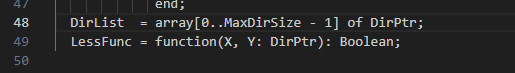 47 end;
48 DirList = array[0..MaxDirSize - 1] of DirPtr;
49 LessFunc = function(X, Y: DirPtr): Boolean;
50